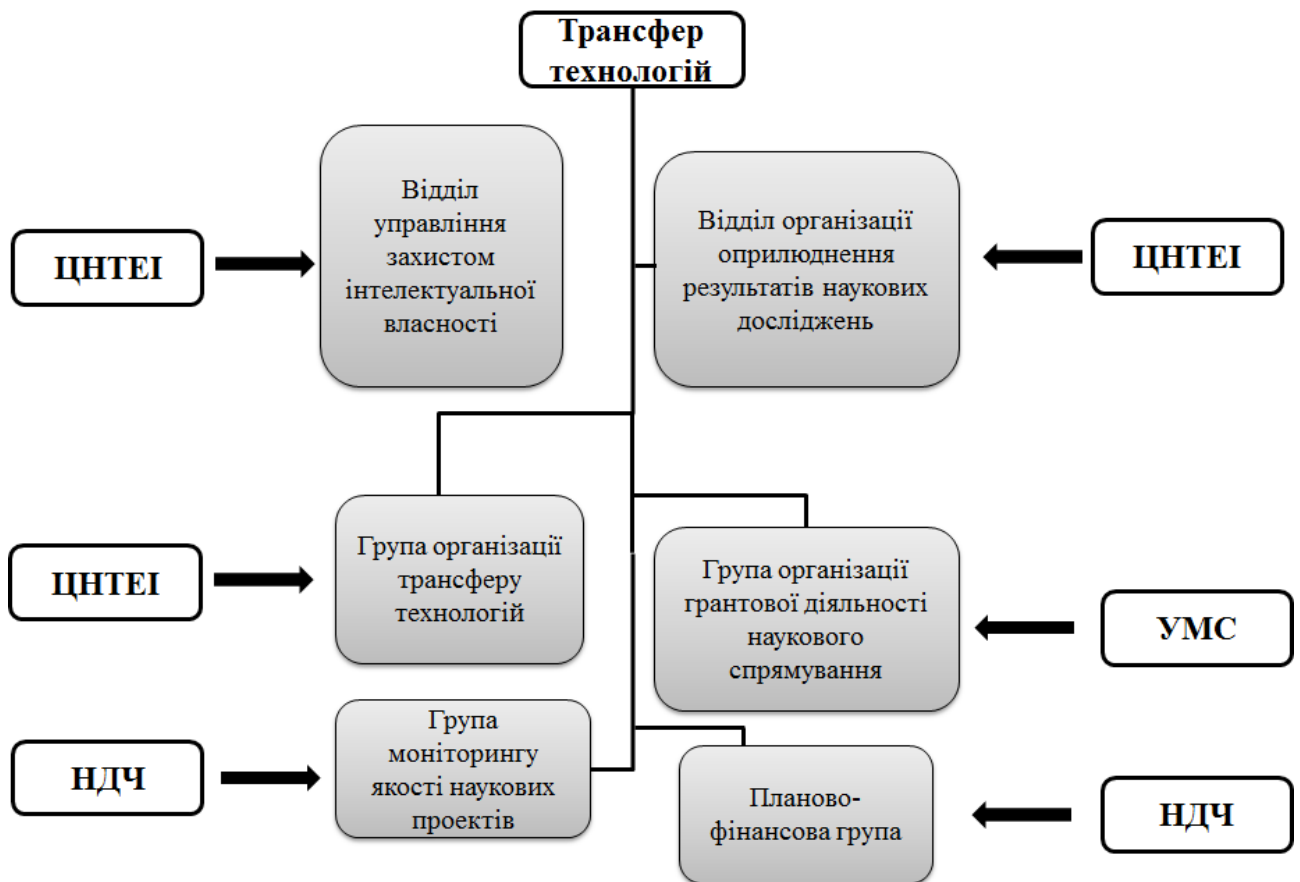 Трансфер
технологій
ЦНТЕІ
Відділ
управління
захистом
інтелектуальної
власності
Відділ організації
оприлюднення
результатів наукових
досліджень
ЦНТЕІ
ЦНТЕІ
Група організації
трансферу
технологій
Група організації
грантової діяльності
наукового
спрямування
УМС
НДЧ
Група
моніторингу
якості наукових
проектів
Планово-
фінансова група
НДЧ